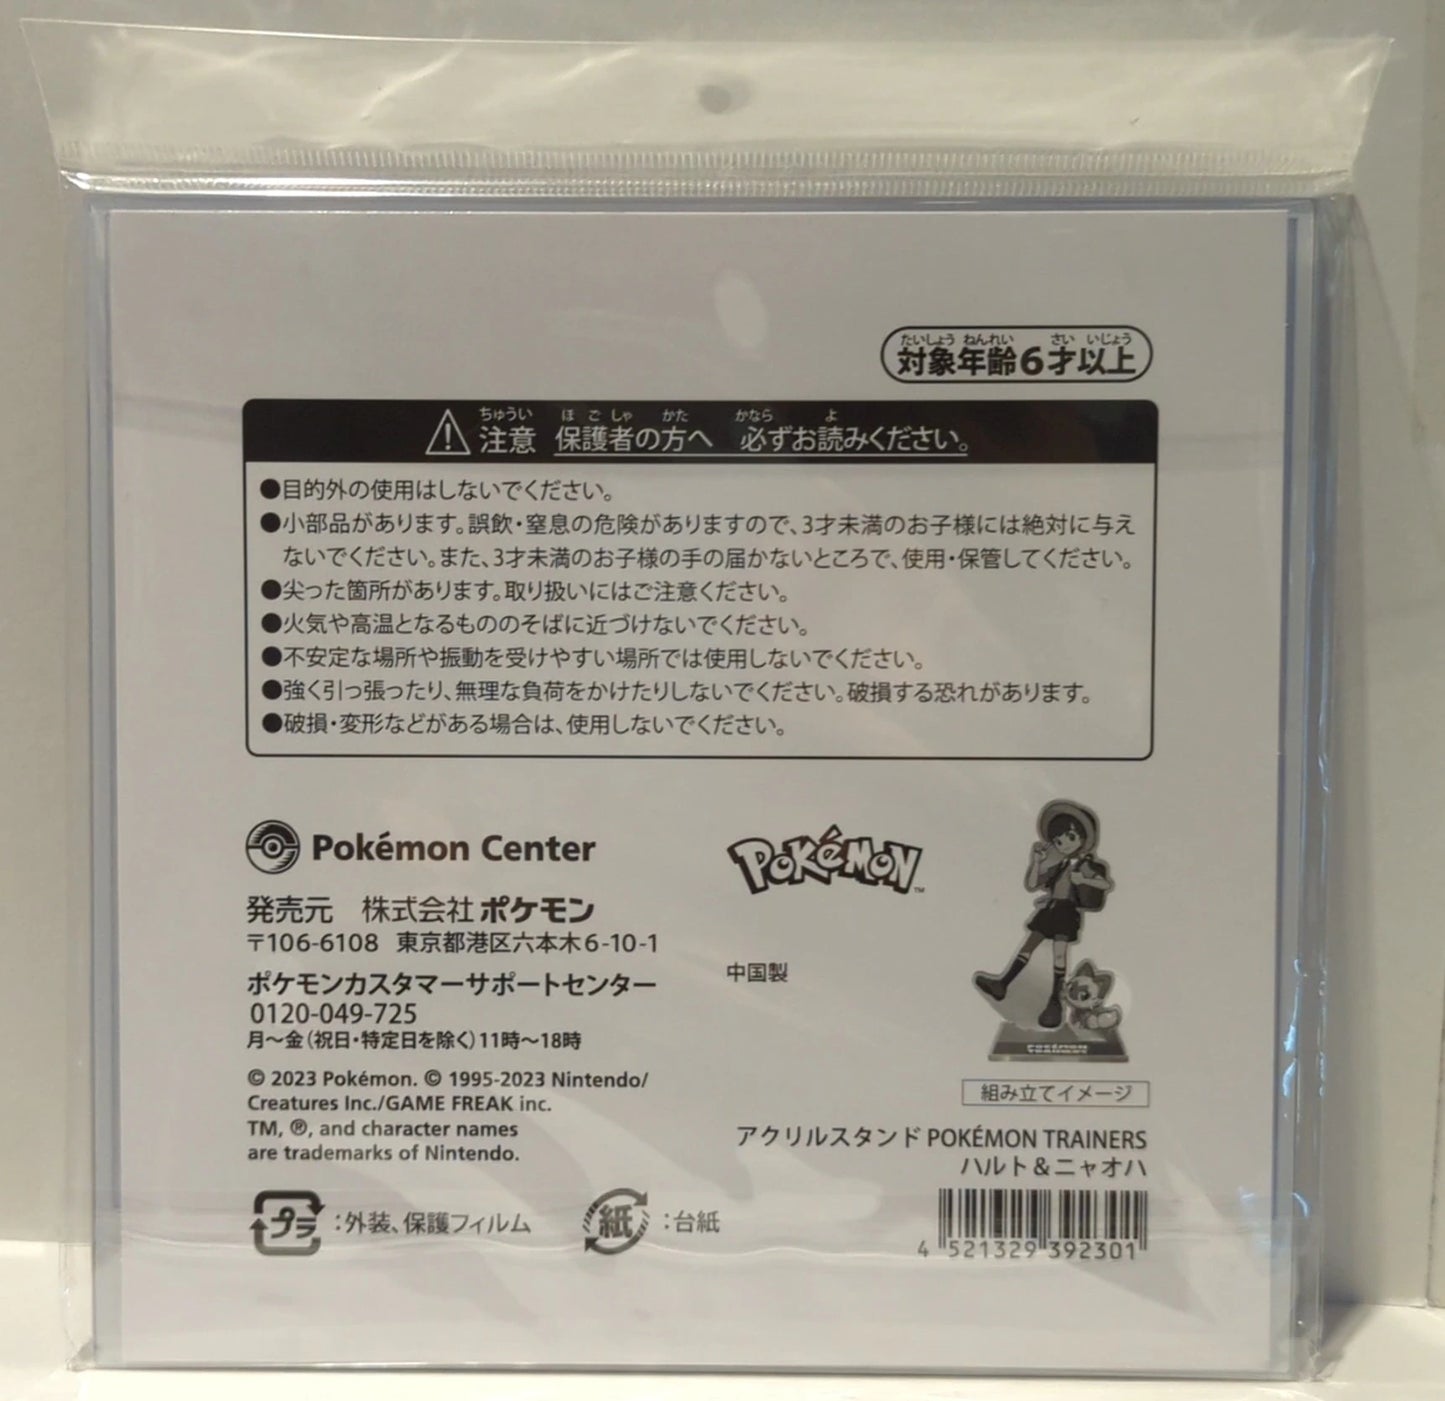 たいしょう ねんれい さい いじょう
対象年齢6才以上
ちゅうい ほごしゃ かた かなら よ
注意 保護者の方へ 必ずお読みください。
●目的外の使用はしないでください。
●小部品があります。誤飲・窒息の危険がありますので、3才未満のお子様には絶対に与え
ないでください。また、3才未満のお子様の手の届かないところで、使用・保管してください。
●尖った箇所があります。取り扱いにはご注意ください。
●火気や高温となるもののそばに近づけないでください。
●不安定な場所や振動を受けやすい場所では使用しないでください。
●強く引っ張ったり、無理な負荷をかけたりしないでください。破損する恐れがあります。
●破損・変形などがある場合は、使用しないでください。
Pokémon Center
発売元 株式会社ポケモン
〒106-6108 東京都港区六本木6-10-1
ポケモンカスタマーサポートセンター
0120-049-725
月〜金(祝日・特定日を除く)11時〜18時
© 2023 Pokémon. © 1995-2023 Nintendo/
Creatures Inc./GAME FREAK inc.
TM, ®, and character names
are trademarks of Nintendo.
プラ:外装、保護フィルム
紙:台紙
POKéMON™
中国製
POKÉMON
TRAINERS
組み立てイメージ
アクリルスタンド POKÉMON TRAINERS
ハルト&ニャオハ
4 521329 392301